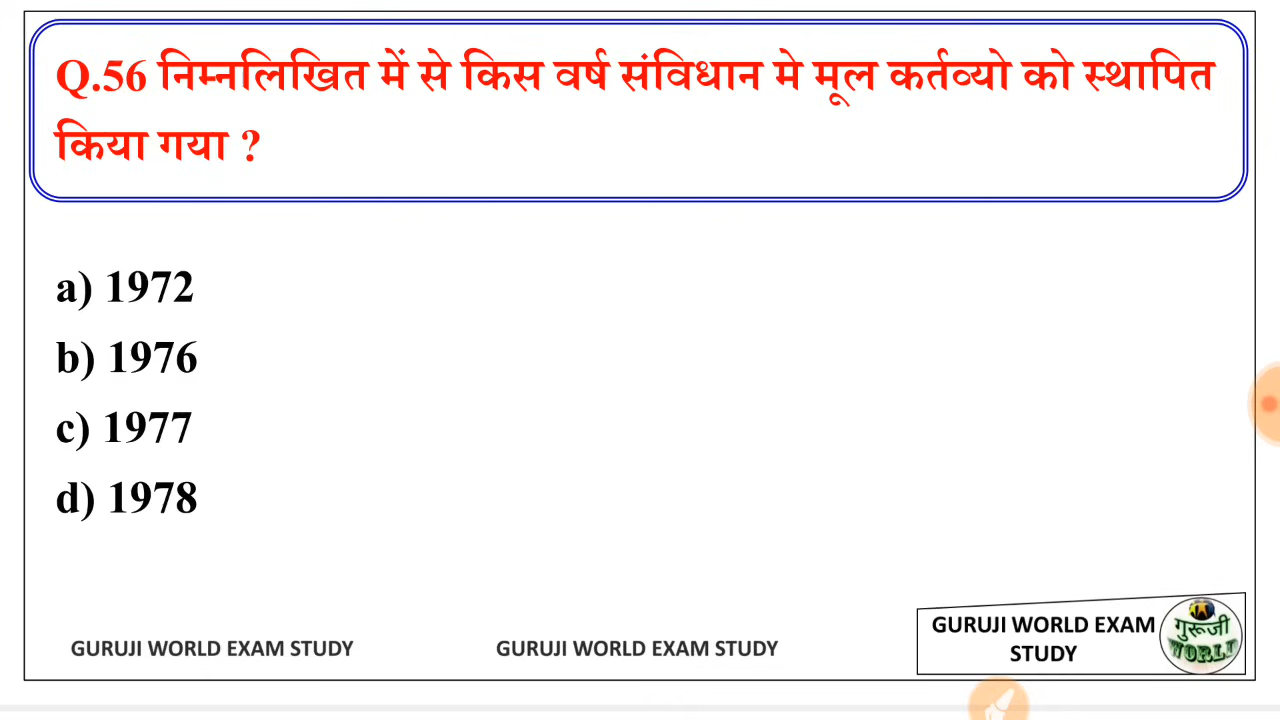 Q.56 निम्नलिखित में से किस वर्ष संविधान मे मूल कर्तव्यो को स्थापित
किया गया ?
a) 1972
b) 1976
c) 1977
d) 1978
GURUJI WORLD EXAM STUDY
GURUJI WORLD EXAM STUDY
GURUJI WORLD EXAM
STUDY
गुरूजी
WORLD